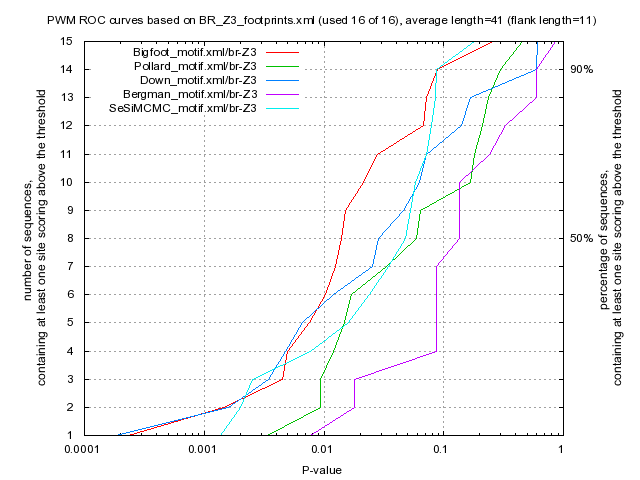 PWM ROC curves based on BR_Z3_footprints.xml (used 16 of 16), average length=41 (flank length=11)
Bigfoot_motif.xml/br-Z3
Pollard_motif.xml/br-Z3
Down_motif.xml/br-Z3
Bergman_motif.xml/br-Z3
SeSiMCMC_motif.xml/br-Z3
number of sequences,
containing at least one site scoring above the threshold
15
14
13
12
11
10
9
8
7
6
5
4
3
2
1
0.0001
0.001
0.01
0.1
1
P-value
90%
50%
percentage of sequences,
containing at least one site scoring above the threshold